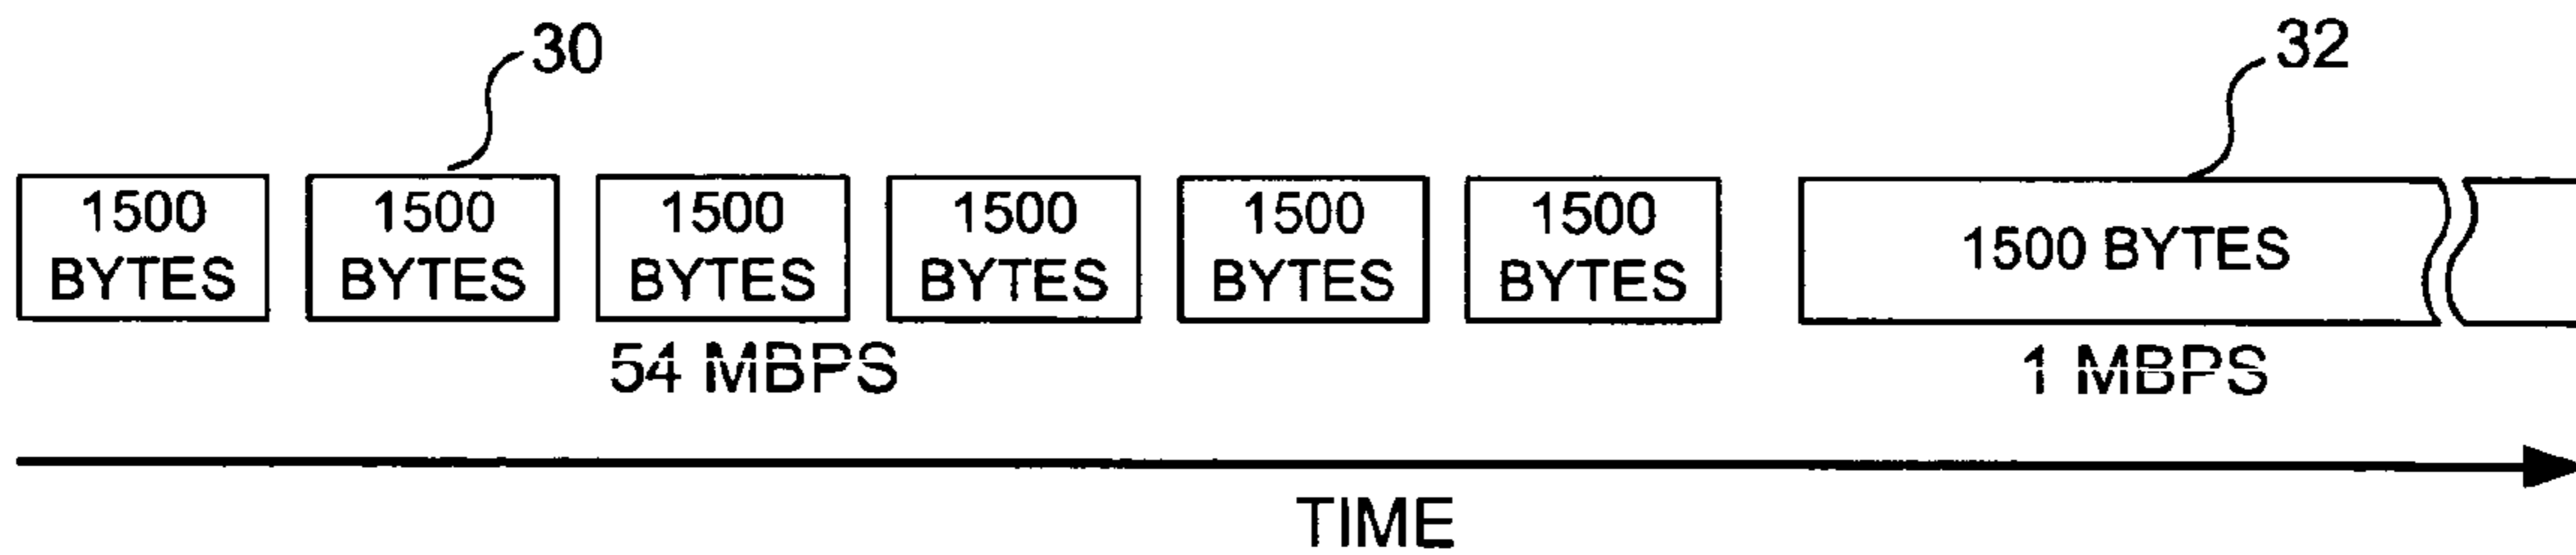 30
32
1500
BYTES
1500
BYTES
1500
BYTES
1500
BYTES
1500
BYTES
1500
BYTES
1500 BYTES
54 MBPS
1 MBPS
TIME